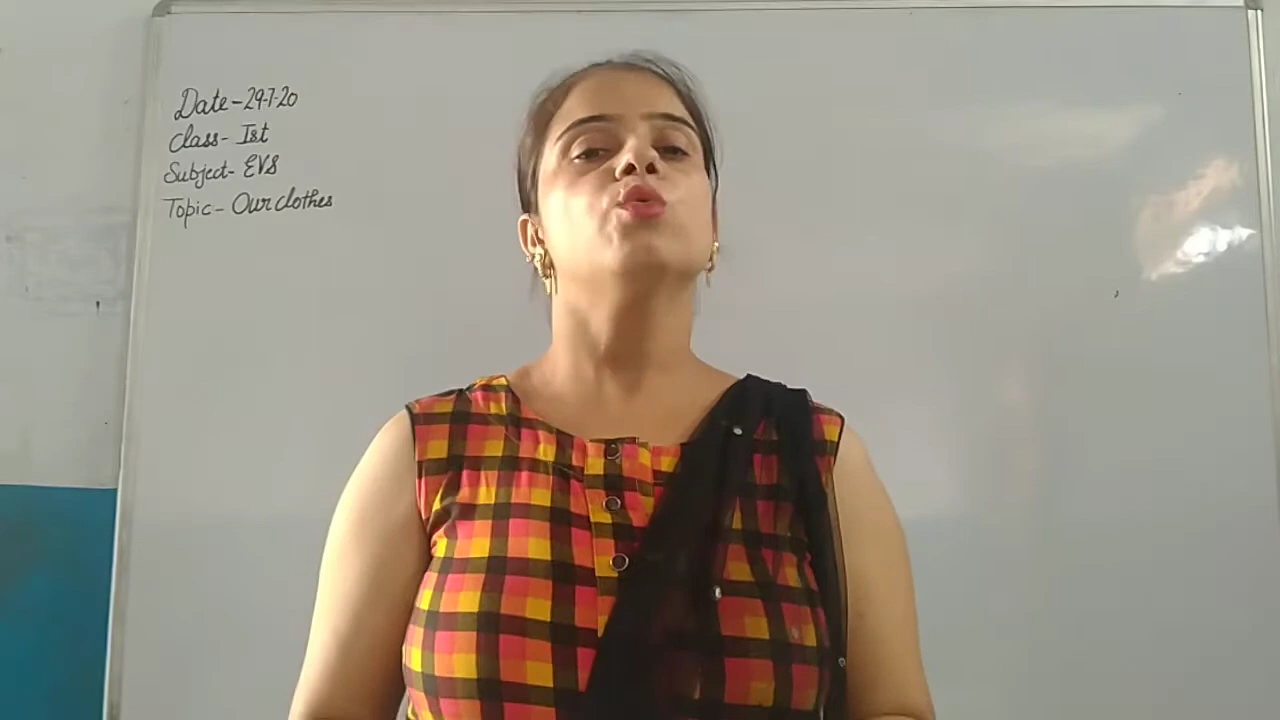 Date-29-7-20
Class- Ist
Subject- EVS
Topic- Our clothes